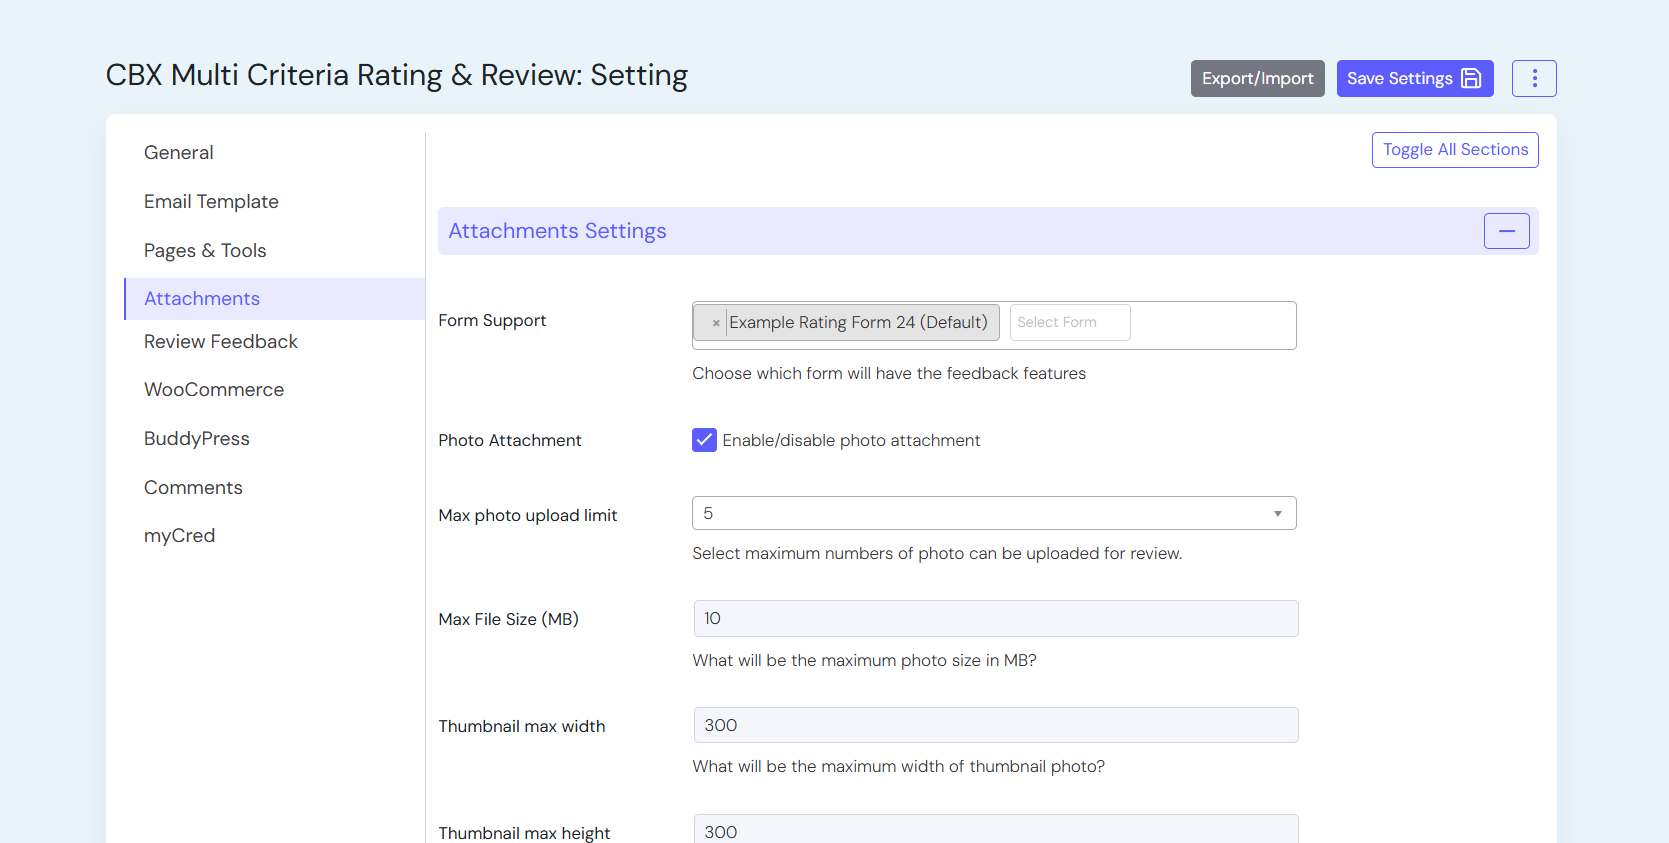 CBX Multi Criteria Rating & Review: Setting
Export/Import
Save Settings
General
Email Template
Pages & Tools
Attachments
Review Feedback
WooCommerce
BuddyPress
Comments
myCred
Toggle All Sections
Attachments Settings
Form Support
× Example Rating Form 24 (Default)
Select Form
Choose which form will have the feedback features
Photo Attachment
Enable/disable photo attachment
Max photo upload limit
5
Select maximum numbers of photo can be uploaded for review.
Max File Size (MB)
10
What will be the maximum photo size in MB?
Thumbnail max width
300
What will be the maximum width of thumbnail photo?
Thumbnail max height
300